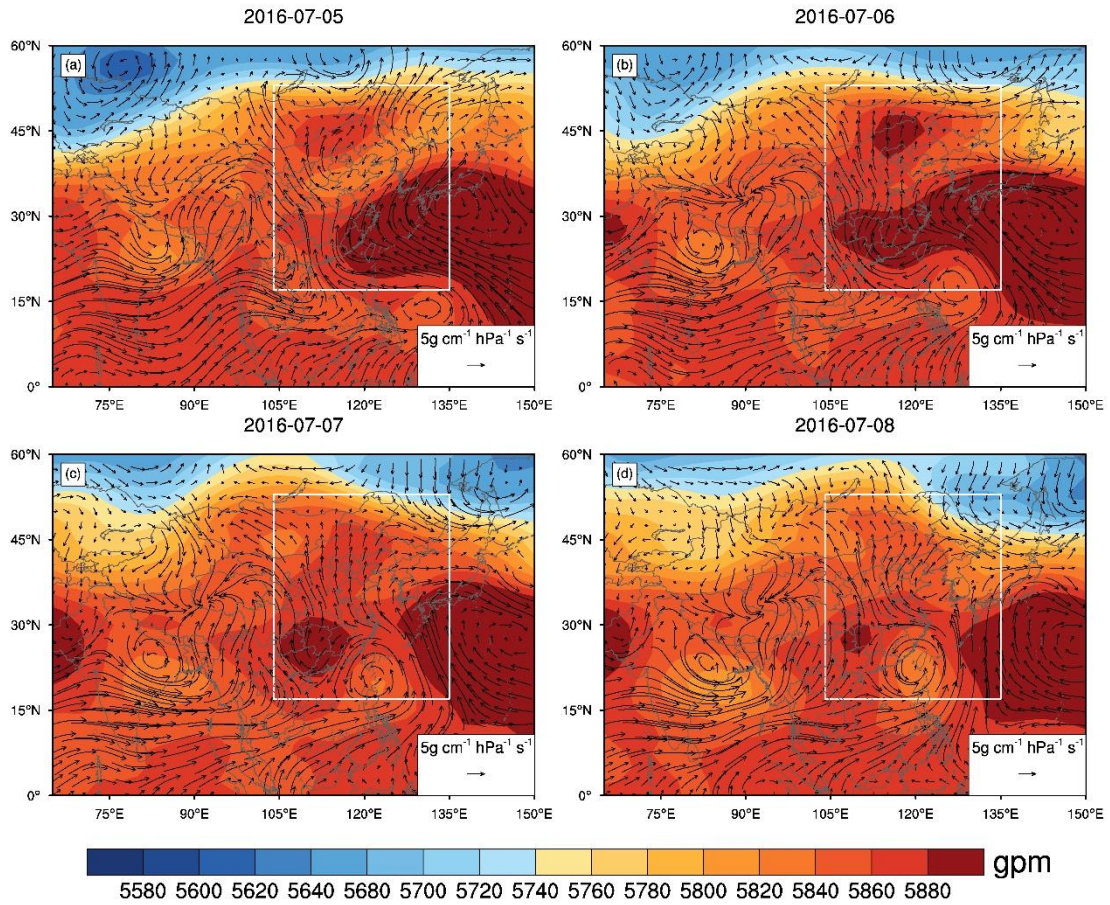 2016-07-05
2016-07-06
(a)
(b)
60°N
45°N
30°N
15°N
0°
60°N
45°N
30°N
15°N
0°
5g cm⁻¹ hPa⁻¹ s⁻¹
5g cm⁻¹ hPa⁻¹ s⁻¹
75°E 90°E 105°E 120°E 135°E 150°E
75°E 90°E 105°E 120°E 135°E 150°E
2016-07-07
2016-07-08
(c)
(d)
60°N
45°N
30°N
15°N
0°
60°N
45°N
30°N
15°N
0°
5g cm⁻¹ hPa⁻¹ s⁻¹
5g cm⁻¹ hPa⁻¹ s⁻¹
75°E 90°E 105°E 120°E 135°E 150°E
75°E 90°E 105°E 120°E 135°E 150°E
gpm
5580 5600 5620 5640 5680 5700 5720 5740 5760 5780 5800 5820 5840 5860 5880